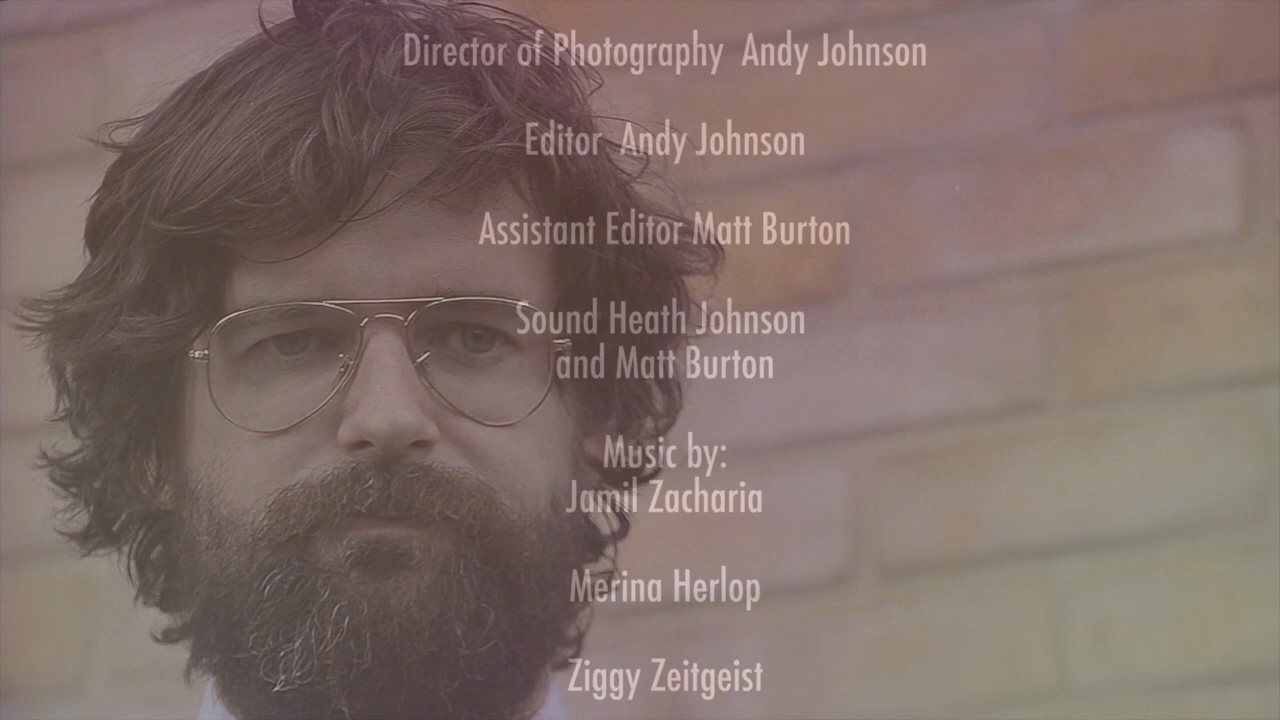 Director of Photography Andy Johnson
Editor Andy Johnson
Assistant Editor Matt Burton
Sound Heath Johnson
and Matt Burton
Music by:
Jamil Zacharia
Merina Herlop
Ziggy Zeitgeist